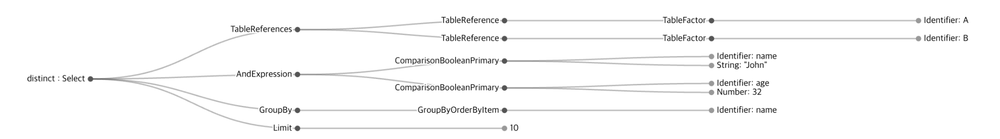 TableReference
TableFactor
Identifier: A
TableReferences
TableReference
TableFactor
Identifier: B
ComparisonBooleanPrimary
Identifier: name
String: "John"
distinct : Select
AndExpression
ComparisonBooleanPrimary
Identifier: age
Number: 32
GroupBy
GroupByOrderByItem
Identifier: name
Limit
10